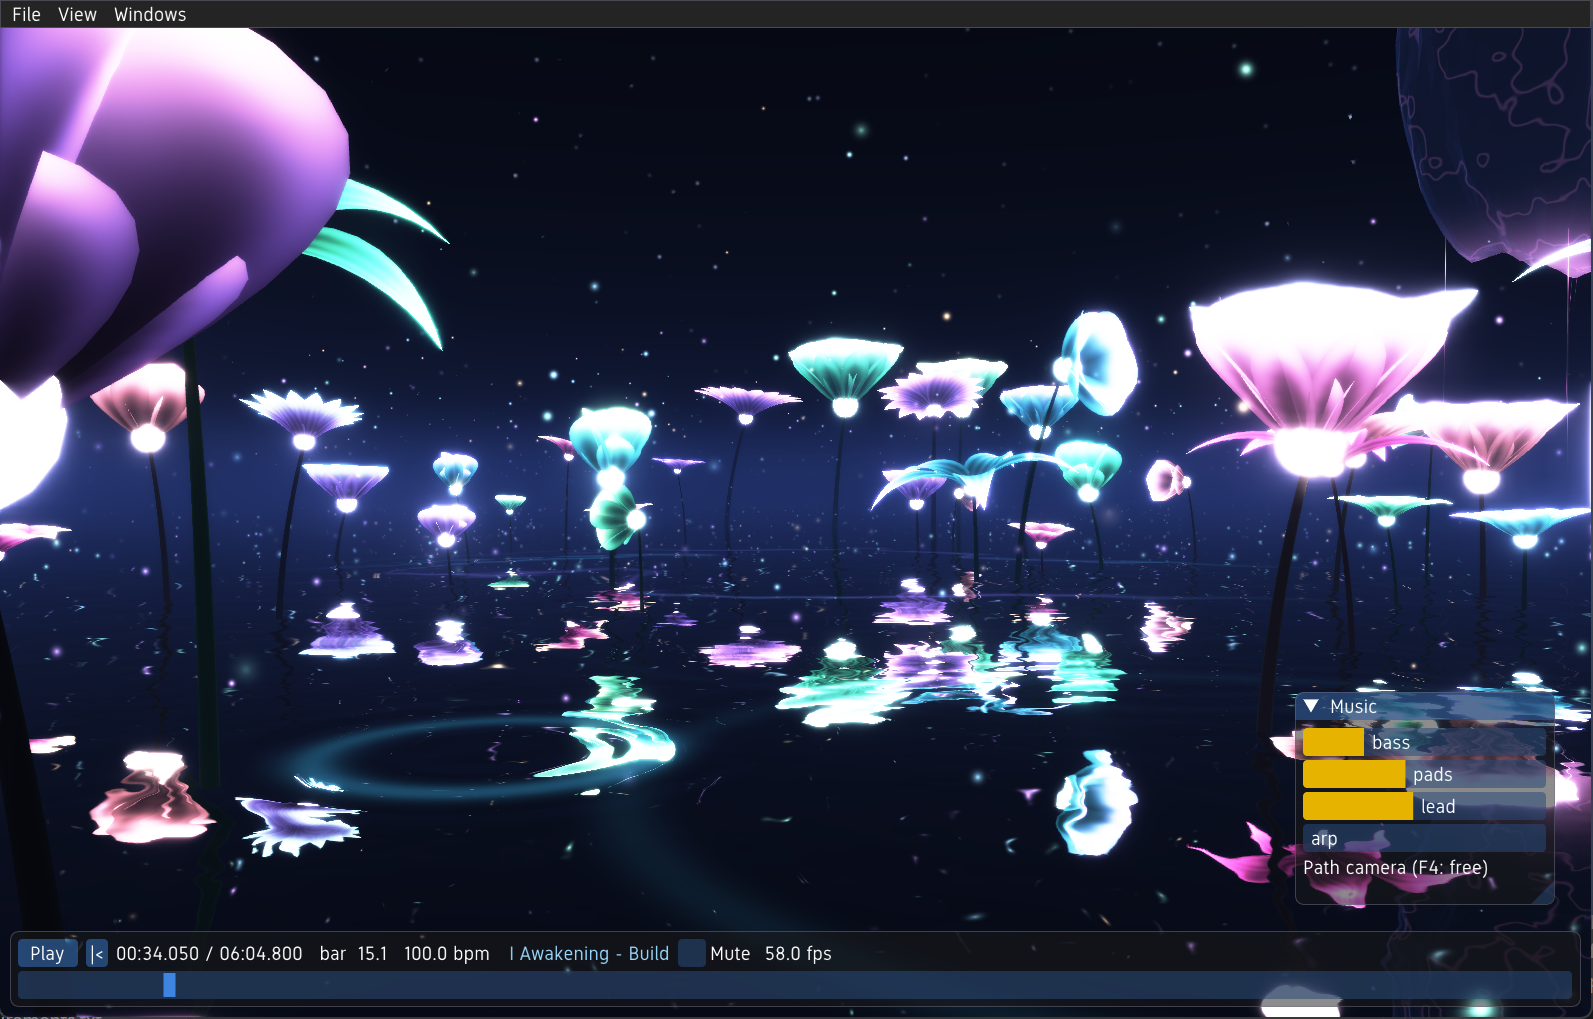 File View Windows
Music
bass
pads
lead
arp
Path camera (F4: free)
Play |< 00:34.050 / 06:04.800 bar 15.1 100.0 bpm I Awakening - Build Mute 58.0 fps